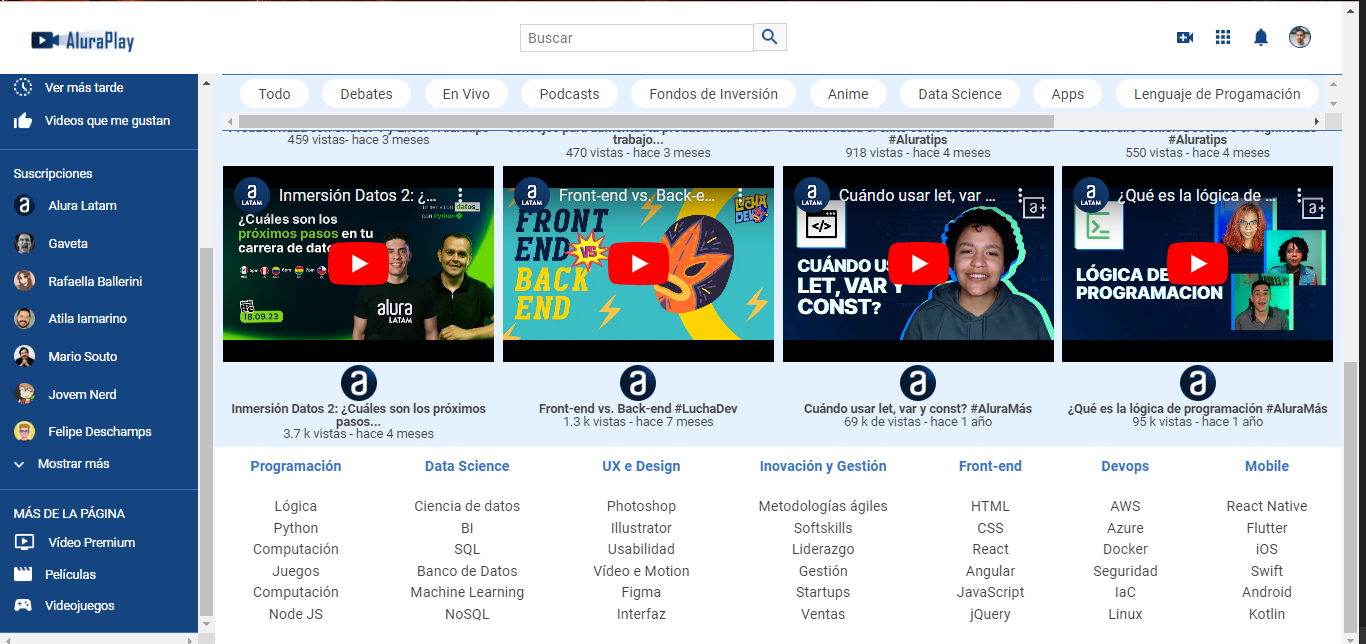 AluraPlay
Buscar
Ver más tarde
Videos que me gustan
Suscripciones
Alura Latam
Gaveta
Rafaella Ballerini
Atila Iamarino
Mario Souto
Jovem Nerd
Felipe Deschamps
Mostrar más
MÁS DE LA PÁGINA
Vídeo Premium
Películas
Videojuegos
Todo
Debates
En Vivo
Podcasts
Fondos de Inversión
Anime
Data Science
Apps
Lenguaje de Progamación
459 vistas- hace 3 meses
trabajo...
470 vistas - hace 3 meses
#Aluratips
918 vistas - hace 4 meses
#Aluratips
550 vistas - hace 4 meses
a
LATAM
Inmersión Datos 2: ¿...
inmersión datos_
con Python
¿Cuáles son los
próximos pasos en tu
carrera de dato
18.09.23
alura
LATAM
a
LATAM
Front-end vs. Back-e...
LUCHA
DEV
FRONT
END VS
BACK
END
a
LATAM
Cuándo usar let, var ...
a+
</>
CUÁNDO US
LET, VAR Y
CONST?
a
LATAM
¿Qué es la lógica de ...
a+
LÓGICA DE
PROGRAMACIÓN
a
Inmersión Datos 2: ¿Cuáles son los próximos
pasos...
3.7 k vistas - hace 4 meses
a
Front-end vs. Back-end #LuchaDev
1.3 k vistas - hace 7 meses
a
Cuándo usar let, var y const? #AluraMás
69 k de vistas - hace 1 año
a
¿Qué es la lógica de programación #AluraMás
95 k vistas - hace 1 año
Programación
Lógica
Python
Computación
Juegos
Computación
Node JS
Data Science
Ciencia de datos
BI
SQL
Banco de Datos
Machine Learning
NoSQL
UX e Design
Photoshop
Illustrator
Usabilidad
Vídeo e Motion
Figma
Interfaz
Inovación y Gestión
Metodologías ágiles
Softskills
Liderazgo
Gestión
Startups
Ventas
Front-end
HTML
CSS
React
Angular
JavaScript
jQuery
Devops
AWS
Azure
Docker
Seguridad
IaC
Linux
Mobile
React Native
Flutter
iOS
Swift
Android
Kotlin